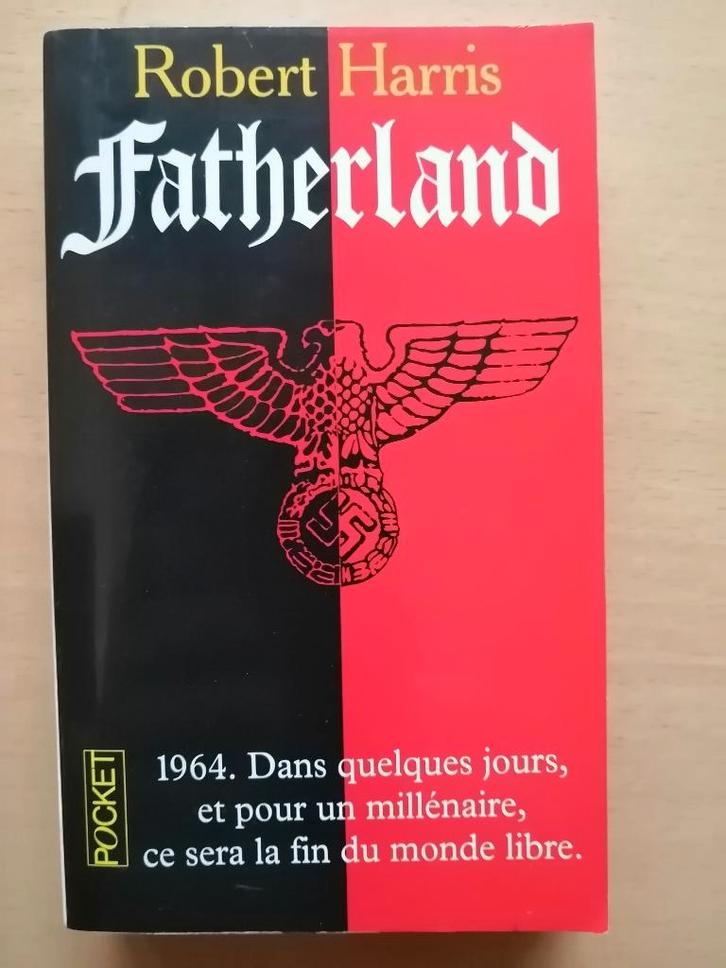 Robert Harris
Fatherland
POCKET
1964. Dans quelques jours,
et pour un millénaire,
ce sera la fin du monde libre.